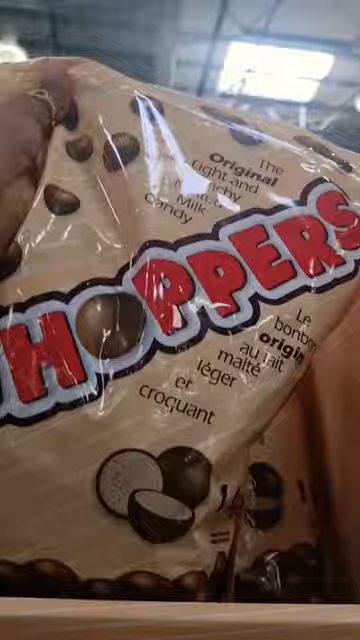 The
Original
Light and
Milk
Candy
WHOPPERS
Le
bonbon
original
au lait
malté
léger
et
croquant